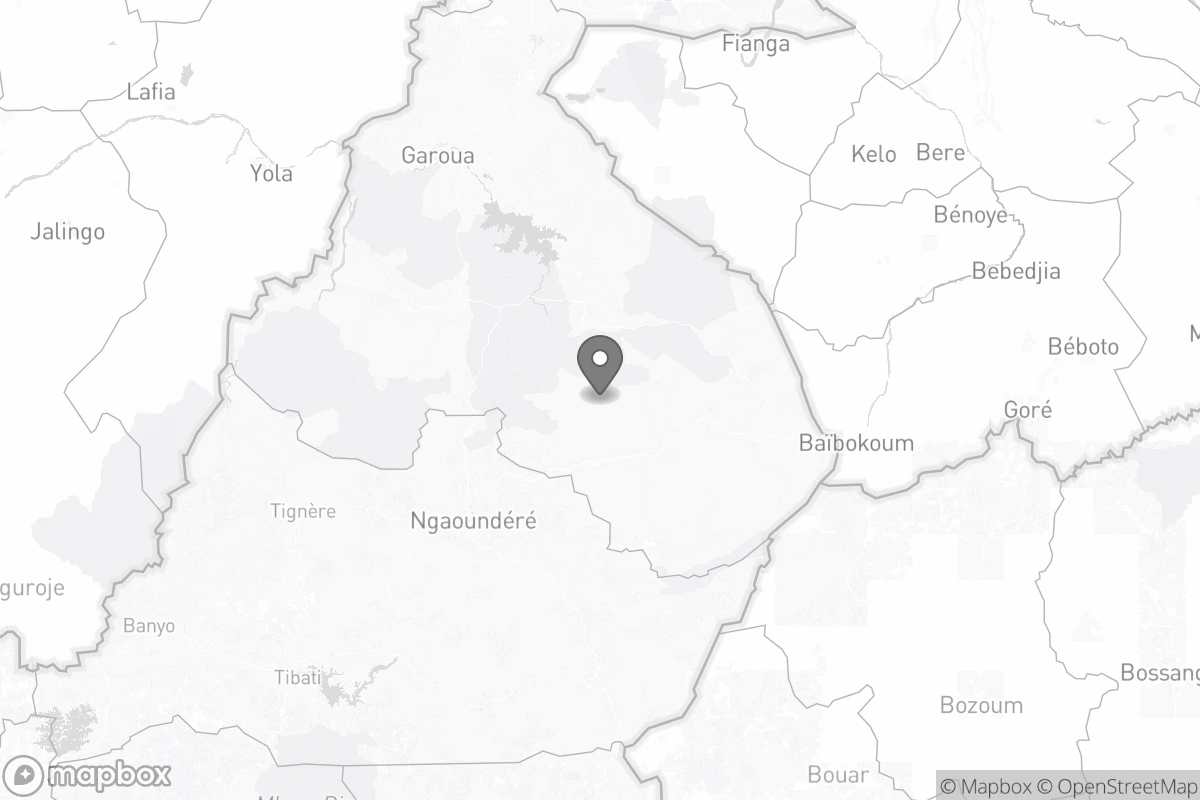 Fianga
Lafia
Garoua
Kelo
Bere
Yola
Bénoye
Jalingo
Bebedjia
Béboto
Goré
Baïbokoum
Tignère
Ngaoundéré
guroje
Banyo
Tibati
Bossang
Bozoum
Bouar
mapbox
© Mapbox © OpenStreetMap